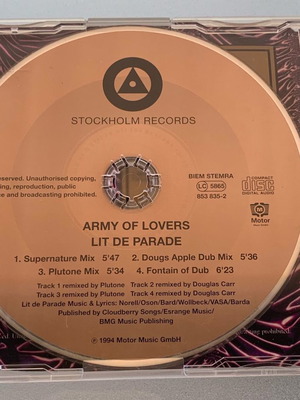 STOCKHOLM RECORDS
served. Unauthorised copying,
ing, reproduction, public
ce and broadcasting prohibited.
BIEM STEMRA
LC 5865
853 835-2
COMPACT
disc
DIGITAL AUDIO
Motor
ARMY OF LOVERS
LIT DE PARADE
1. Supernature Mix 5'47 2. Dougs Apple Dub Mix 5'36
3. Plutone Mix 5'34 4. Fontain of Dub 6'23
Track 1 remixed by Plutone Track 2 remixed by Douglas Carr
Track 3 remixed by Plutone Track 4 remixed by Douglas Carr
Lit de Parade Music & Lyrics: Norell/Oson/Bard/Wollbeck/VASA/Barda
Published by Cloudberry Songs/Esrange Music/
BMG Music Publishing
℗ 1994 Motor Music GmbH
prohibited.